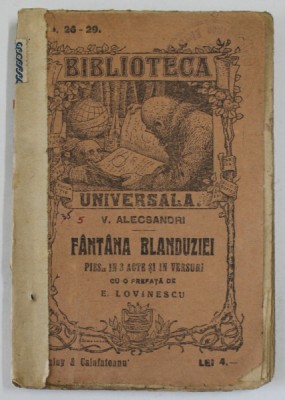 26-29.
BIBLIOTECA
UNIVERSALA.
V. ALECSANDRI
FÂNTÂNA BLANDUZIEI
PIESĂ IN 3 ACTE ȘI IN VERSURI
CU O PREFAȚĂ DE
E. LOVINESCU
LEI 4.—